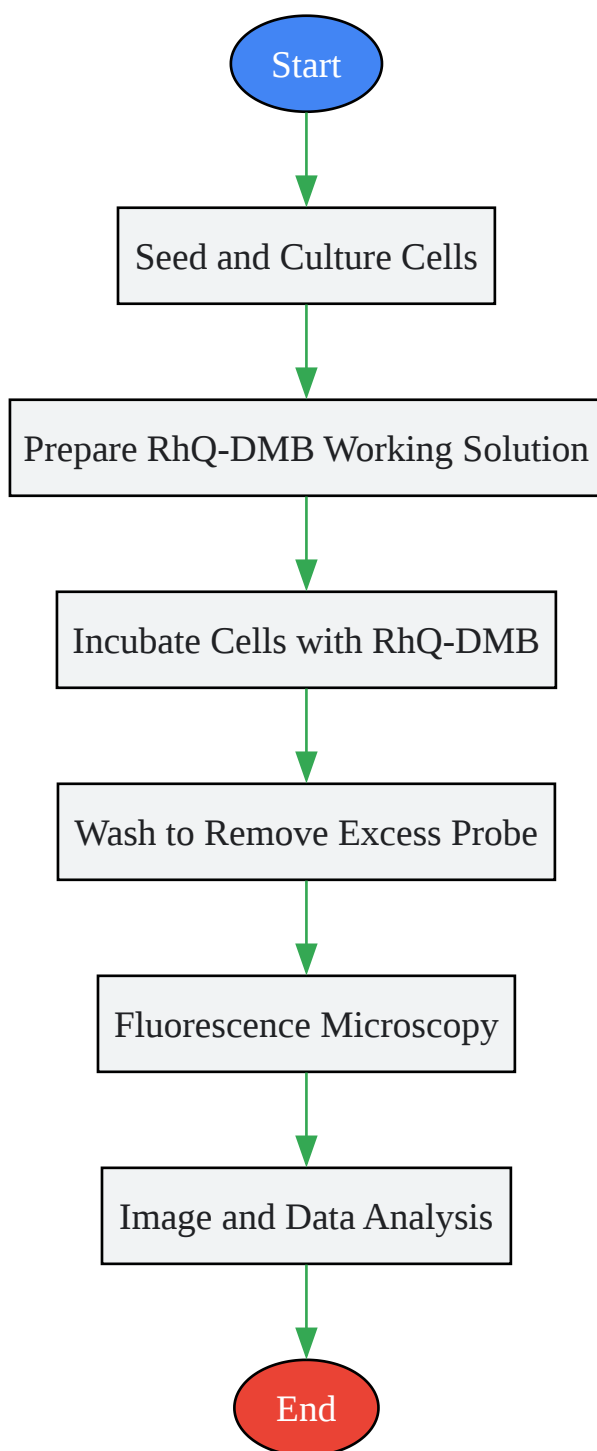 Start
Seed and Culture Cells
Prepare RhQ-DMB Working Solution
Incubate Cells with RhQ-DMB
Wash to Remove Excess Probe
Fluorescence Microscopy
Image and Data Analysis
End